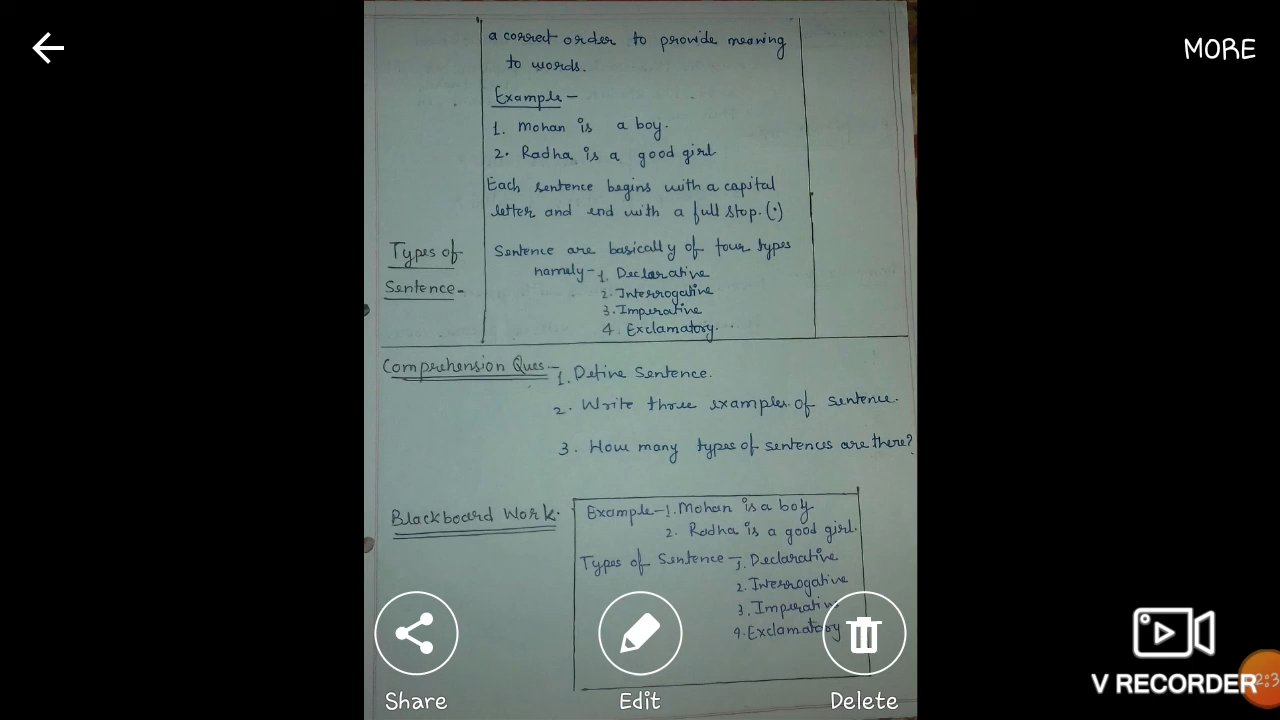 MORE
a correct order to provide meaning
to words.
Example-
1. Mohan is a boy.
2. Radha is a good girl
Each sentence begins with a capital
letter and end with a full stop. (.)
Types of
Sentence-
Sentence are basically of four types
namely- 1. Declarative
2. Interrogative
3. Imperative
4. Exclamatory.
Comprehension Ques.-
1. Define Sentence.
2. Write three examples of sentence.
3. How many types of sentences are there?
Blackboard Work.
Example-1. Mohan is a boy
2. Radha is a good girl.
Types of Sentence-1. Declarative
2. Interrogative
3. Imperative
4. Exclamatory
Share
Edit
Delete
V RECORDER